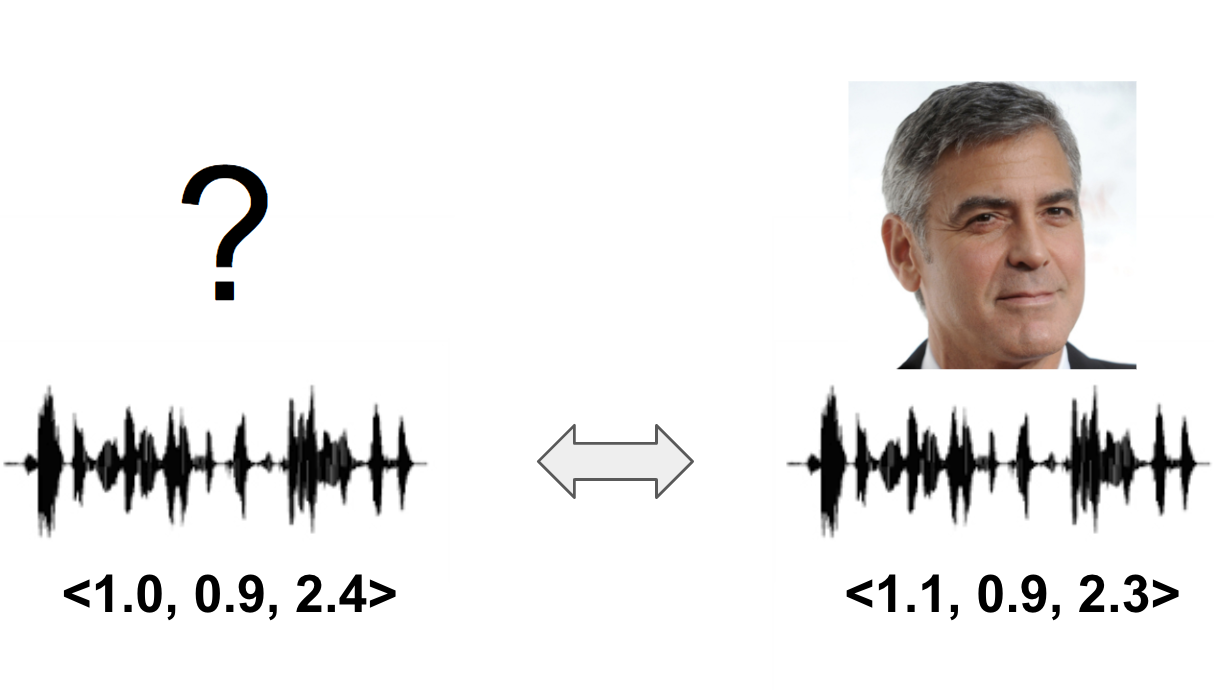 ?
<1.0, 0.9, 2.4>
<1.1, 0.9, 2.3>